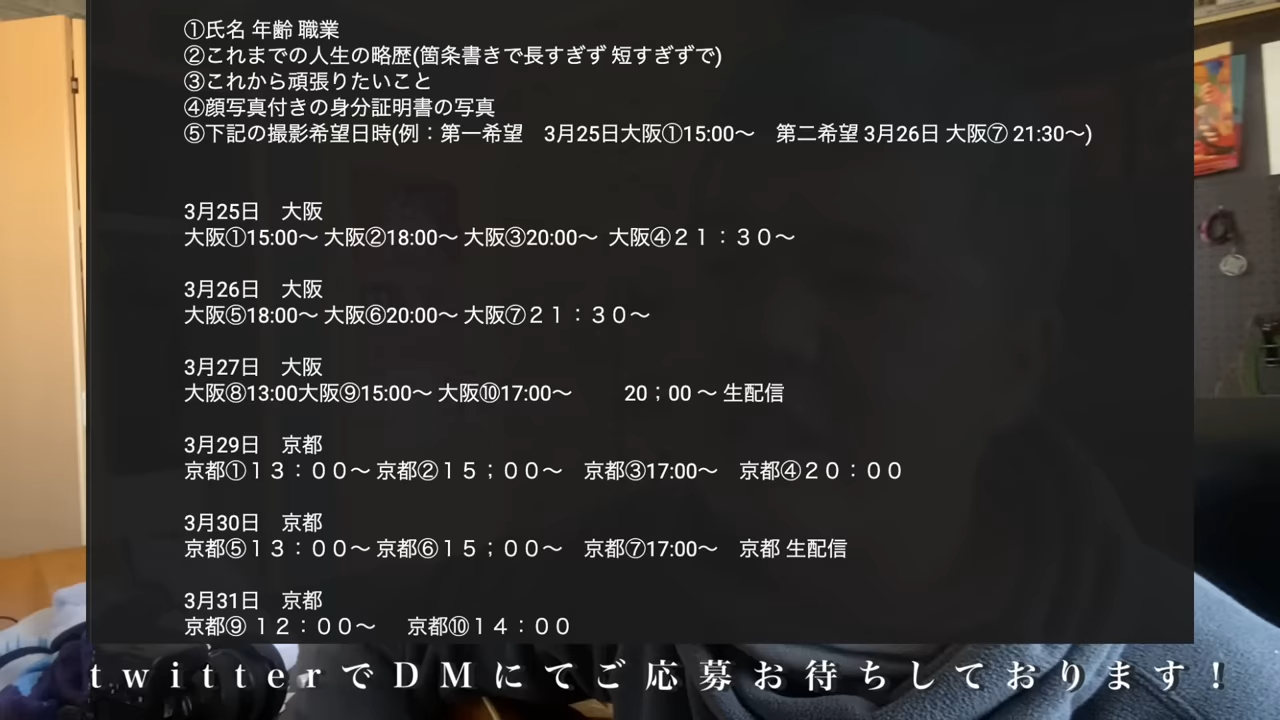 ①氏名 年齢 職業
②これまでの人生の略歴(箇条書きで長すぎず 短すぎずで)
③これから頑張りたいこと
④顔写真付きの身分証明書の写真
⑤下記の撮影希望日時(例：第一希望　3月25日大阪①15:00〜　第二希望 3月26日 大阪⑦ 21:30〜)
3月25日　大阪
大阪①15:00〜 大阪②18:00〜 大阪③20:00〜 大阪④２１：３０〜
3月26日　大阪
大阪⑤18:00〜 大阪⑥20:00〜 大阪⑦２１：３０〜
3月27日　大阪
大阪⑧13:00大阪⑨15:00〜 大阪⑩17:00〜　　20；00 〜 生配信
3月29日　京都
京都①１３：００〜 京都②１５；００〜　京都③17:00〜　京都④２０：００
3月30日　京都
京都⑤１３：００〜 京都⑥１５；００〜　京都⑦17:00〜　京都 生配信
3月31日　京都
京都⑨ １２：００〜　 京都⑩１４：００
twitterでDMにてご応募お待ちしております！